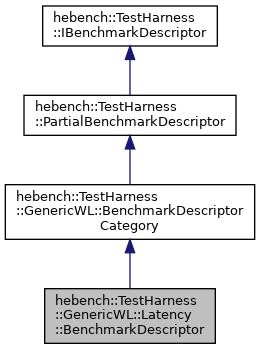 hebench::TestHarness
::IBenchmarkDescriptor
hebench::TestHarness
::PartialBenchmarkDescriptor
hebench::TestHarness
::GenericWL::BenchmarkDescriptor
Category
hebench::TestHarness
::GenericWL::Latency
::BenchmarkDescriptor